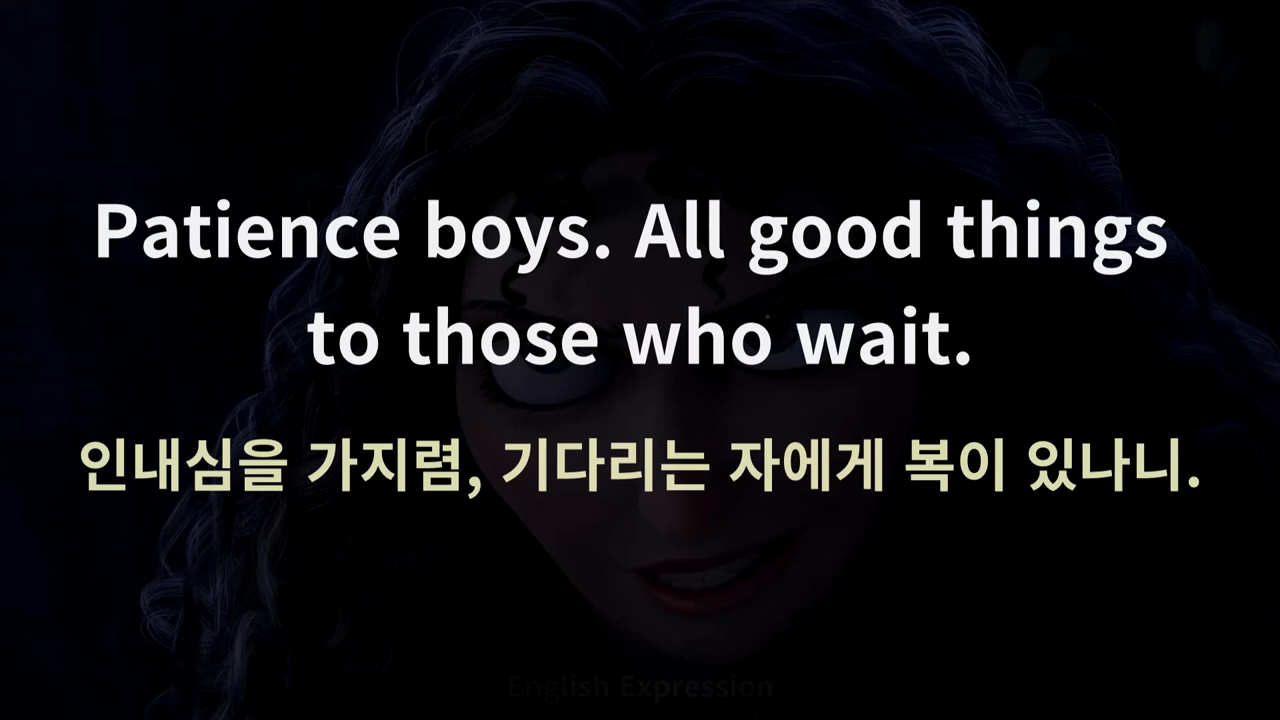 Patience boys. All good things
to those who wait.
인내심을 가지렴, 기다리는 자에게 복이 있나니.
English Expression